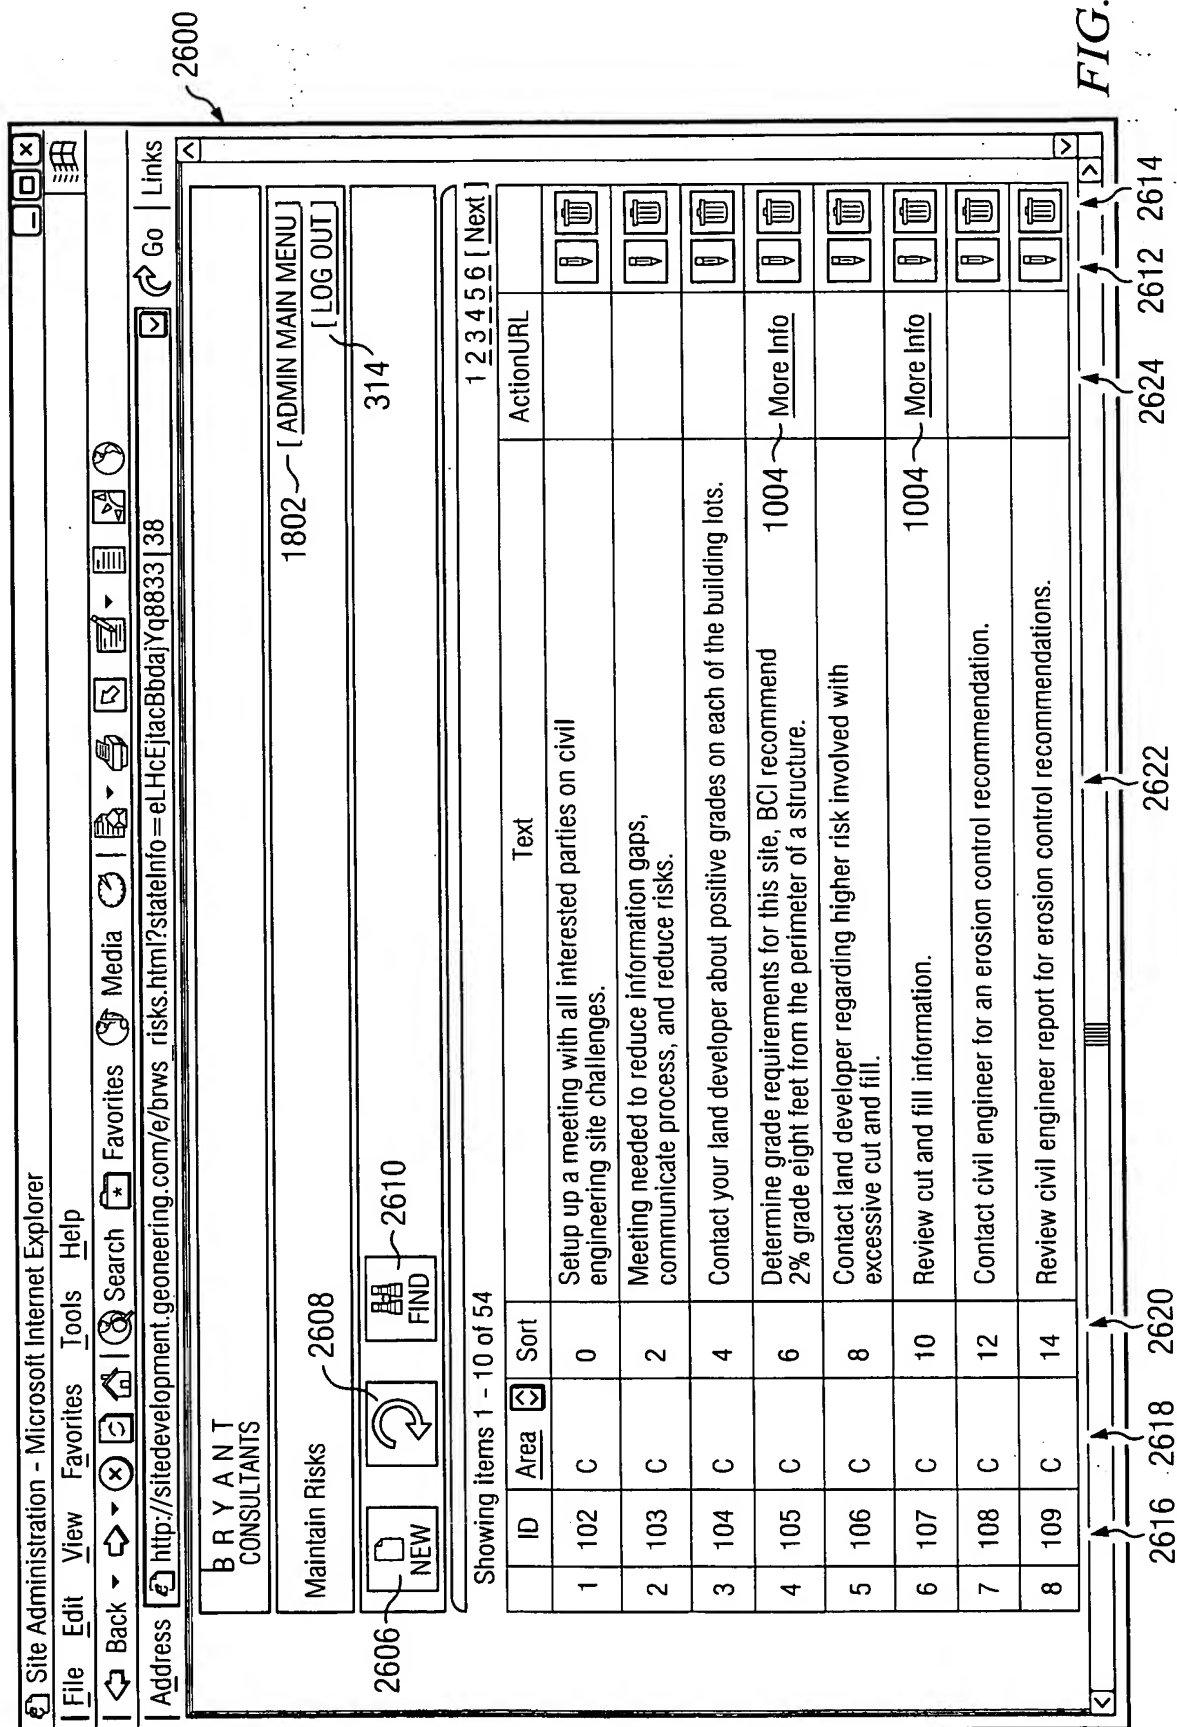 Site Administration - Microsoft Internet Explorer
File Edit View Favorites Tools Help
Back Search Favorites Media
Address http://sitedevelopment.geoneering.com/e/brws_risks.html?stateInfo=eLHcEjtacBbdajYq8833|38 Go Links
2600
BRYANT
CONSULTANTS
Maintain Risks
1802 [ADMIN MAIN MENU]
[LOG OUT]
314
2606 NEW
2608
FIND 2610
Showing items 1 - 10 of 54 1 2 3 4 5 6 [Next]
ID Area Sort Text ActionURL
1 102 C 0 Setup up a meeting with all interested parties on civil
engineering site challenges.
2 103 C 2 Meeting needed to reduce information gaps,
communicate process, and reduce risks.
3 104 C 4 Contact your land developer about positive grades on each of the building lots.
4 105 C 6 Determine grade requirements for this site, BCI recommend
2% grade eight feet from the perimeter of a structure. 1004 More Info
5 106 C 8 Contact land developer regarding higher risk involved with
excessive cut and fill.
6 107 C 10 Review cut and fill information. 1004 More Info
7 108 C 12 Contact civil engineer for an erosion control recommendation.
8 109 C 14 Review civil engineer report for erosion control recommendations.
2616 2618 2620 2622 2624 2612 2614
FIG.